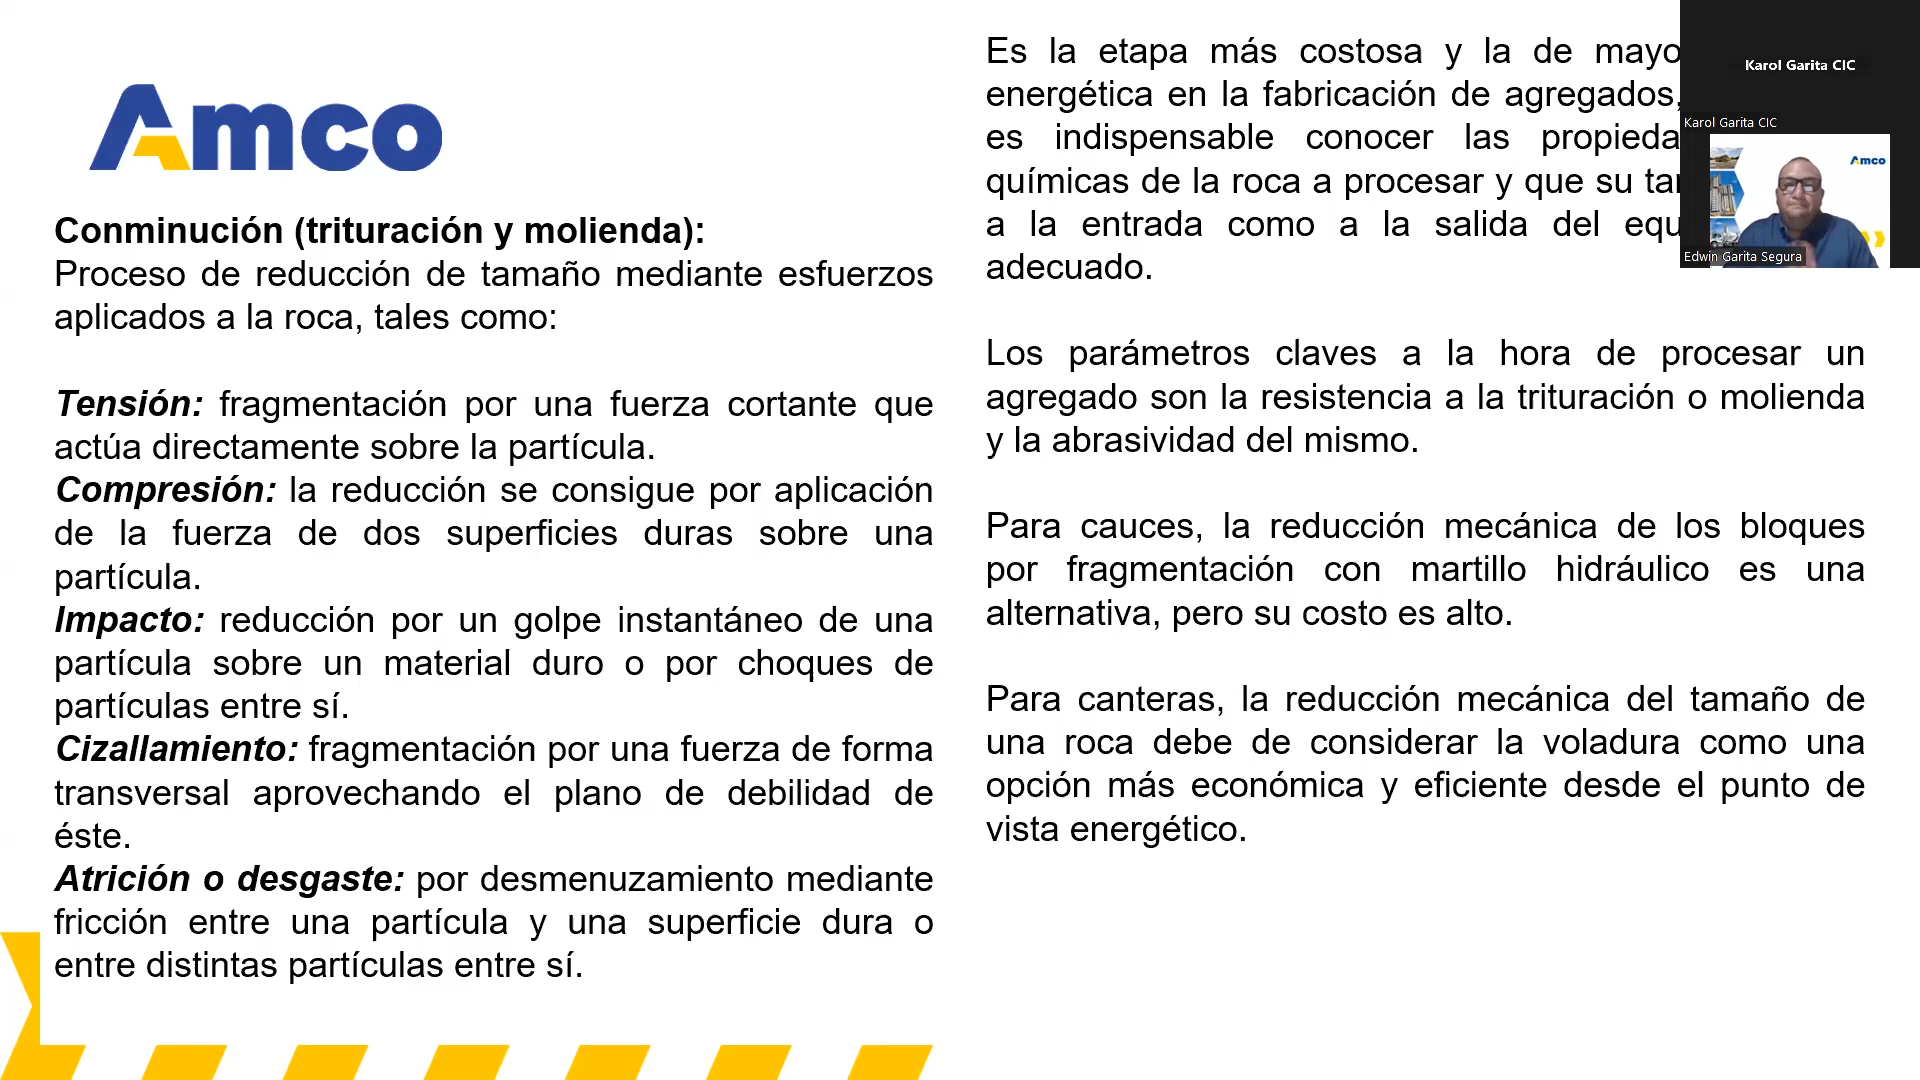 Amco
Conminución (trituración y molienda):
Proceso de reducción de tamaño mediante esfuerzos
aplicados a la roca, tales como:
Tensión: fragmentación por una fuerza cortante que
actúa directamente sobre la partícula.
Compresión: la reducción se consigue por aplicación
de la fuerza de dos superficies duras sobre una
partícula.
Impacto: reducción por un golpe instantáneo de una
partícula sobre un material duro o por choques de
partículas entre sí.
Cizallamiento: fragmentación por una fuerza de forma
transversal aprovechando el plano de debilidad de
éste.
Atrición o desgaste: por desmenuzamiento mediante
fricción entre una partícula y una superficie dura o
entre distintas partículas entre sí.
Es la etapa más costosa y la de
energética en la fabricación de agregados,
es indispensable conocer las
químicas de la roca a procesar y que su
a la entrada como a la salida del
adecuado.
Los parámetros claves a la hora de procesar un
agregado son la resistencia a la trituración o molienda
y la abrasividad del mismo.
Para cauces, la reducción mecánica de los bloques
por fragmentación con martillo hidráulico es una
alternativa, pero su costo es alto.
Para canteras, la reducción mecánica del tamaño de
una roca debe de considerar la voladura como una
opción más económica y eficiente desde el punto de
vista energético.
Karol Garita CIC
Karol Garita CIC
Amco
Edwin Garita Segura